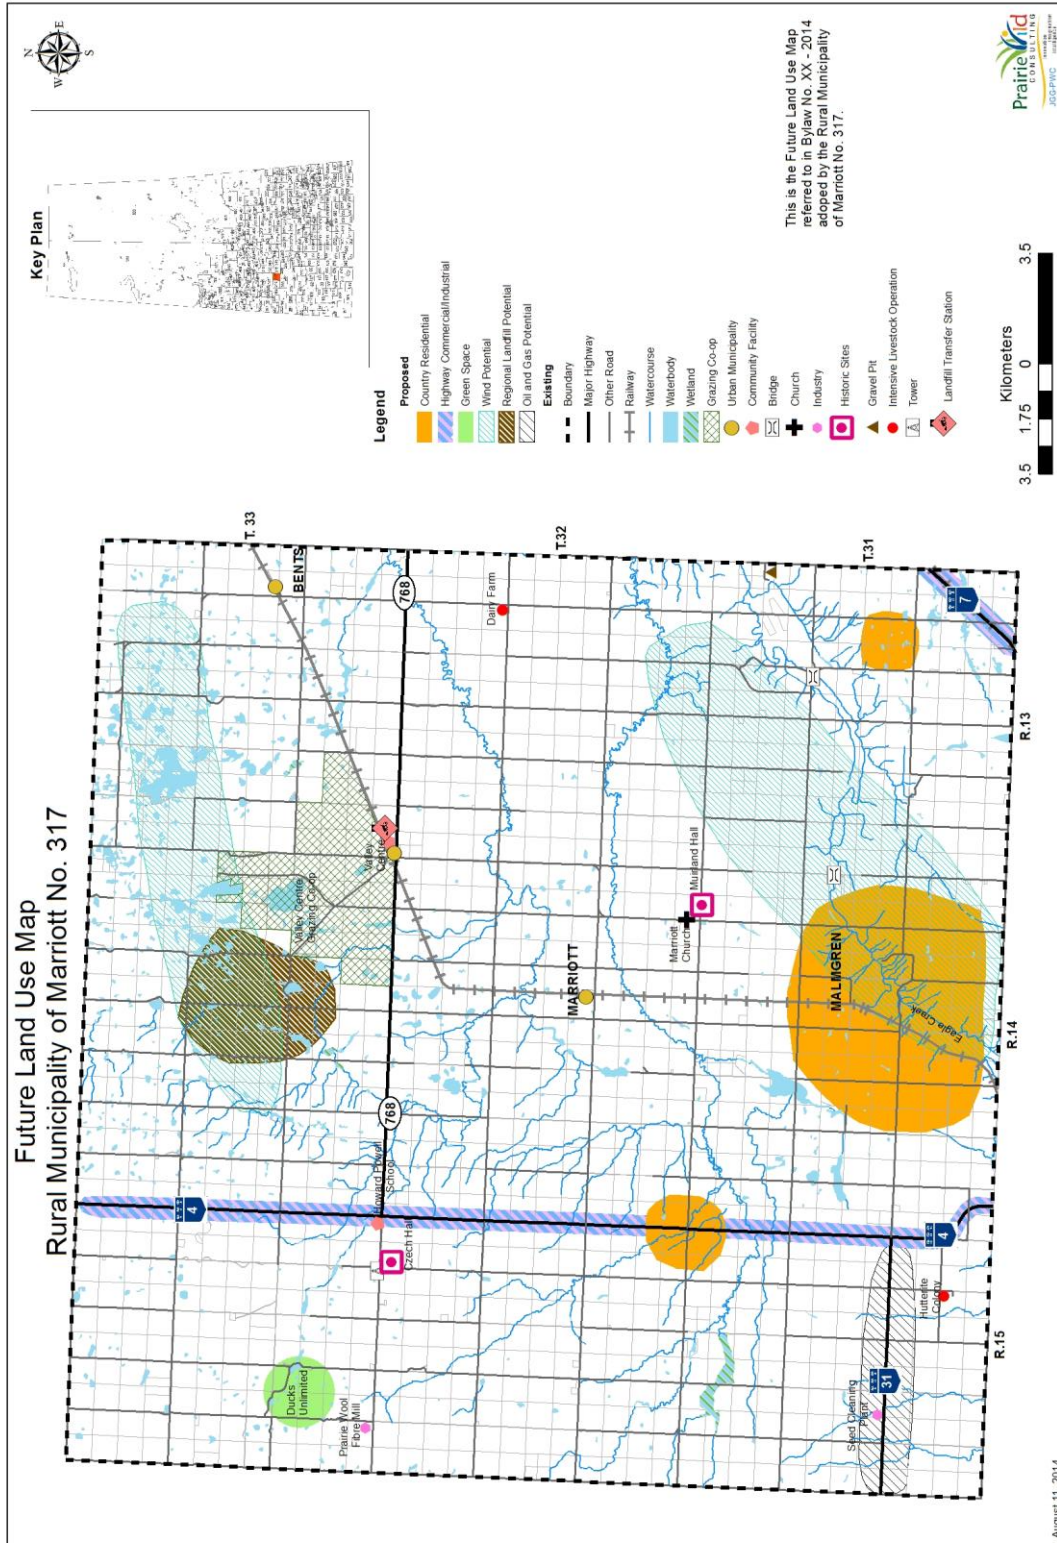 Future Land Use Map
Rural Municipality of Marriott No. 317
Key Plan
N
E
S
W
Legend
Proposed
Country Residential
Highway Commercial/Industrial
Green Space
Wind Potential
Regional Landfill Potential
Oil and Gas Potential
Existing
Boundary
Major Highway
Other Road
Railway
Watercourse
Waterbody
Wetland
Grazing Co-op
Urban Municipality
Community Facility
Bridge
Church
Industry
Historic Sites
Gravel Pit
Intensive Livestock Operation
Tower
Landfill Transfer Station
This is the Future Land Use Map
referred to in Bylaw No. XX - 2014
adopted by the Rural Municipality
of Marriott No. 317.
Kilometers
3.5
1.75
0
3.5
Prairie Wild
CONSULTING
JGG-PWC
T. 33
BENTS
768
Valley
Centre
Valley Centre
Grazing Co-op
4
Howard Powell
School
768
Czech Hall
Ducks
Unlimited
Prairie Wool
Fibre Mill
Dairy Farm
T.32
MARRIOTT
Marriott
Church
Muirland Hall
T.31
MALMGREN
Eagle Creek
7
4
31
Seed Cleaning
Plant
Hutterite
Colony
R.15
R.14
R.13
August 11, 2014